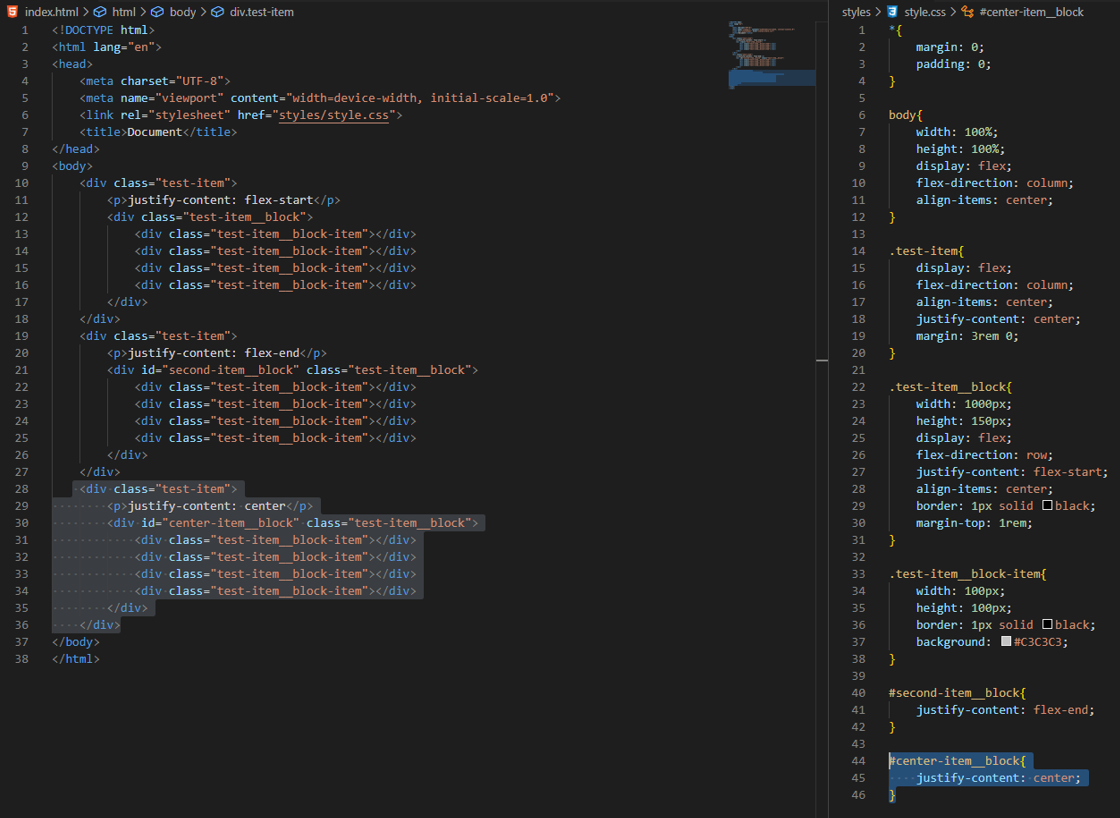 index.html > html > body > div.test-item
1 <!DOCTYPE html>
2 <html lang="en">
3 <head>
4     <meta charset="UTF-8">
5     <meta name="viewport" content="width=device-width, initial-scale=1.0">
6     <link rel="stylesheet" href="styles/style.css">
7     <title>Document</title>
8 </head>
9 <body>
10     <div class="test-item">
11         <p>justify-content: flex-start</p>
12         <div class="test-item__block">
13             <div class="test-item__block-item"></div>
14             <div class="test-item__block-item"></div>
15             <div class="test-item__block-item"></div>
16             <div class="test-item__block-item"></div>
17         </div>
18     </div>
19     <div class="test-item">
20         <p>justify-content: flex-end</p>
21         <div id="second-item__block" class="test-item__block">
22             <div class="test-item__block-item"></div>
23             <div class="test-item__block-item"></div>
24             <div class="test-item__block-item"></div>
25             <div class="test-item__block-item"></div>
26         </div>
27     </div>
28     <div class="test-item">
29         <p>justify-content: center</p>
30         <div id="center-item__block" class="test-item__block">
31             <div class="test-item__block-item"></div>
32             <div class="test-item__block-item"></div>
33             <div class="test-item__block-item"></div>
34             <div class="test-item__block-item"></div>
35         </div>
36     </div>
37 </body>
38 </html>
styles > style.css > #center-item__block
1 *{
2     margin: 0;
3     padding: 0;
4 }
5
6 body{
7     width: 100%;
8     height: 100%;
9     display: flex;
10     flex-direction: column;
11     align-items: center;
12 }
13
14 .test-item{
15     display: flex;
16     flex-direction: column;
17     align-items: center;
18     justify-content: center;
19     margin: 3rem 0;
20 }
21
22 .test-item__block{
23     width: 1000px;
24     height: 150px;
25     display: flex;
26     flex-direction: row;
27     justify-content: flex-start;
28     align-items: center;
29     border: 1px solid black;
30     margin-top: 1rem;
31 }
32
33 .test-item__block-item{
34     width: 100px;
35     height: 100px;
36     border: 1px solid black;
37     background: #C3C3C3;
38 }
39
40 #second-item__block{
41     justify-content: flex-end;
42 }
43
44 #center-item__block{
45     justify-content: center;
46 }